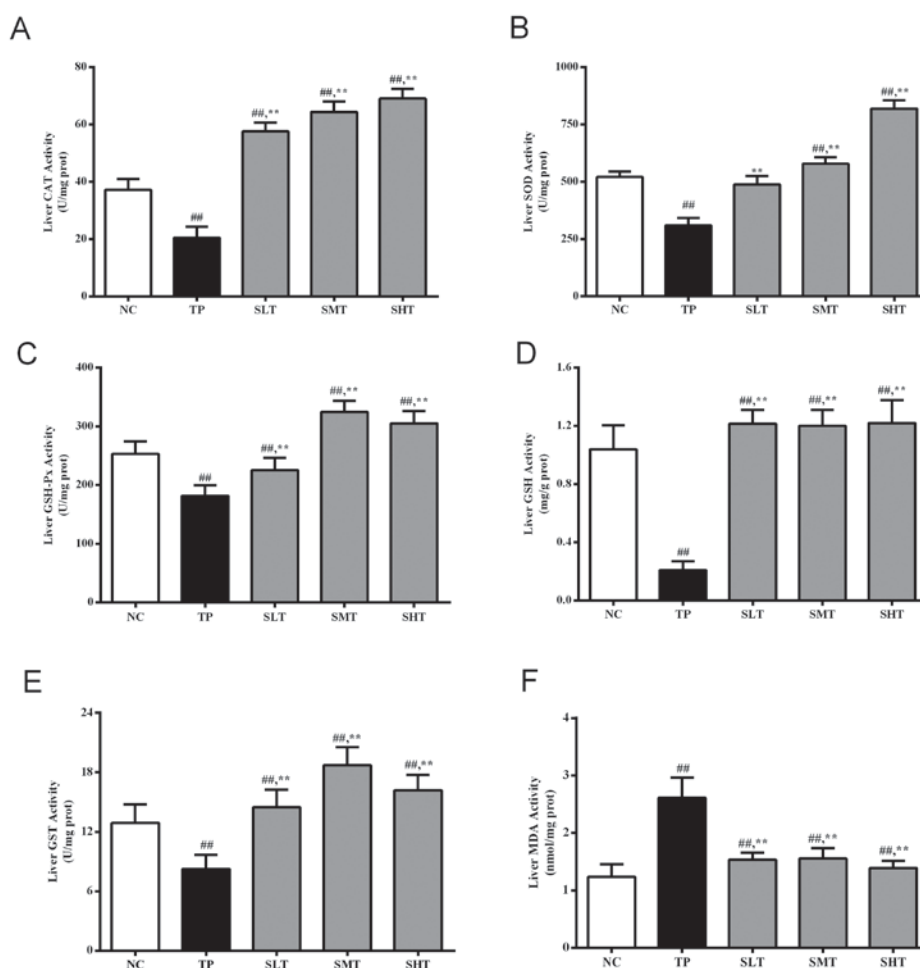 A
Liver CAT Activity
(U/mg prot)
80
60
40
20
0
##
##,**
##,**
##,**
NC TP SLT SMT SHT
B
Liver SOD Activity
(U/mg prot)
1000
750
500
250
0
##
**
##,**
##,**
NC TP SLT SMT SHT
C
Liver GSH-Px Activity
(U/mg prot)
400
300
200
100
0
##
##,**
##,**
##,**
NC TP SLT SMT SHT
D
Liver GSH Activity
(mg/g prot)
1.6
1.2
0.8
0.4
0.0
##
##,**
##,**
##,**
NC TP SLT SMT SHT
E
Liver GST Activity
(U/mg prot)
24
18
12
6
0
##
##,**
##,**
##,**
NC TP SLT SMT SHT
F
Liver MDA Activity
(nmol/mg prot)
4
3
2
1
0
##
##,**
##,**
##,**
NC TP SLT SMT SHT